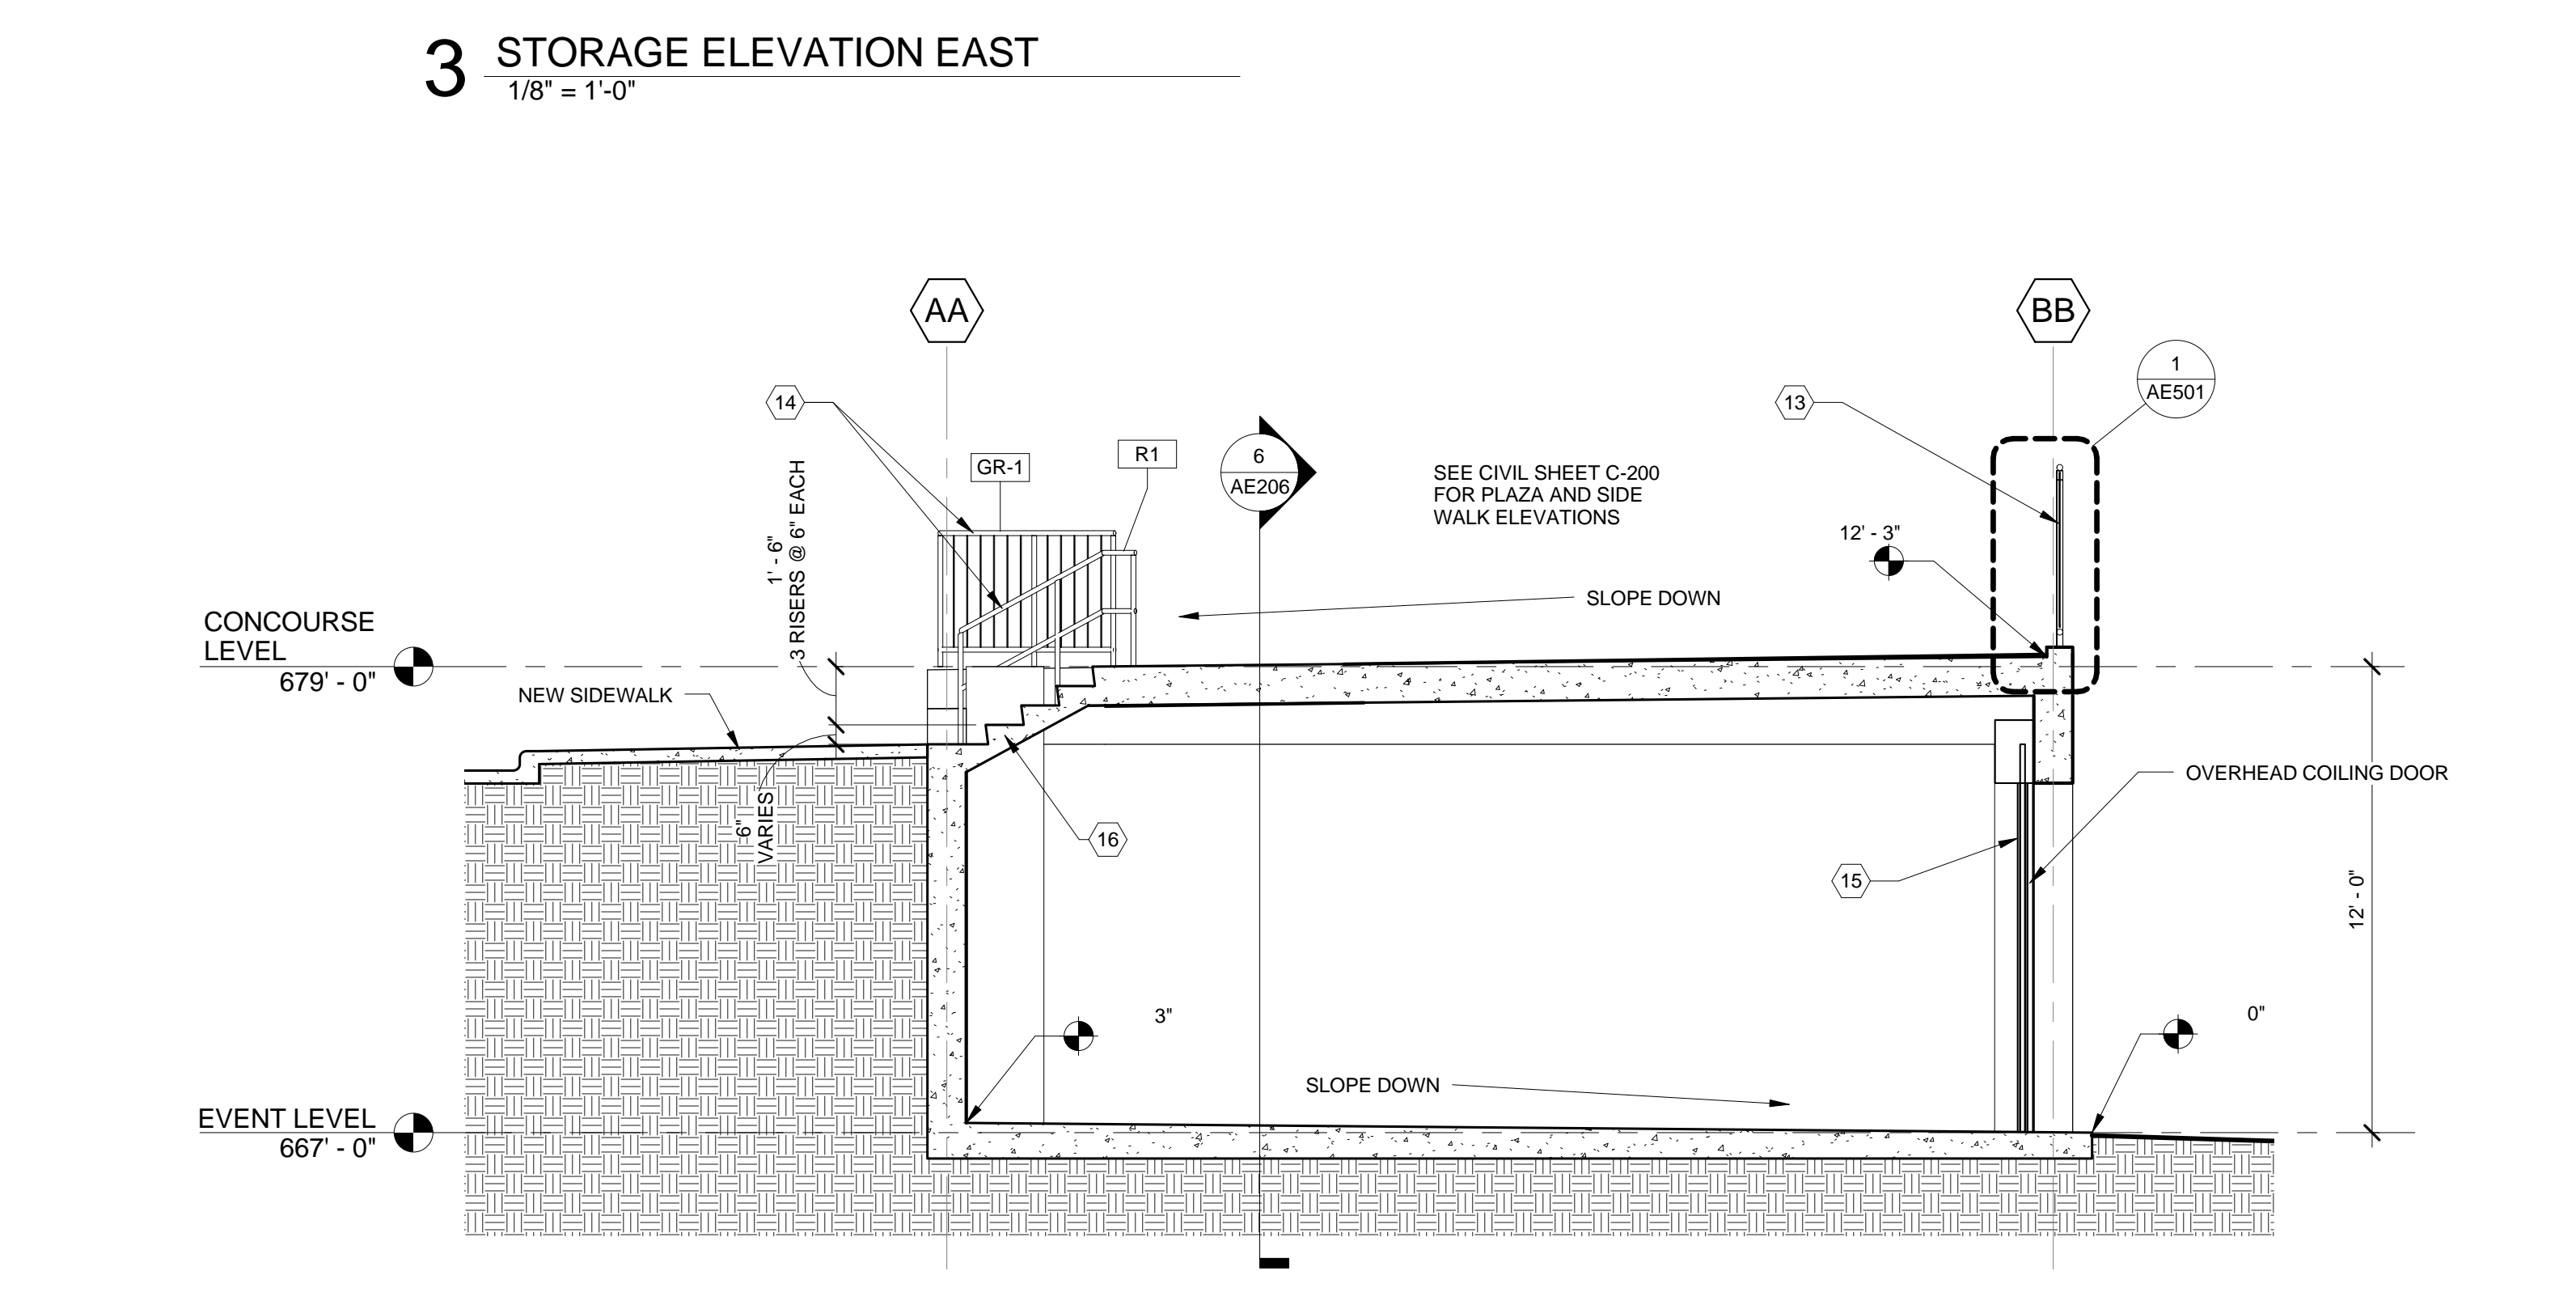 3 STORAGE ELEVATION EAST
1/8" = 1'-0"
AA
BB
1
AE501
14
13
GR-1
R1
6
AE206
SEE CIVIL SHEET C-200
FOR PLAZA AND SIDE
WALK ELEVATIONS
1' - 6"
3 RISERS @ 6" EACH
12' - 3"
SLOPE DOWN
CONCOURSE
LEVEL
679' - 0"
NEW SIDEWALK
OVERHEAD COILING DOOR
6"
VARIES
16
15
12' - 0"
3"
0"
SLOPE DOWN
EVENT LEVEL
667' - 0"